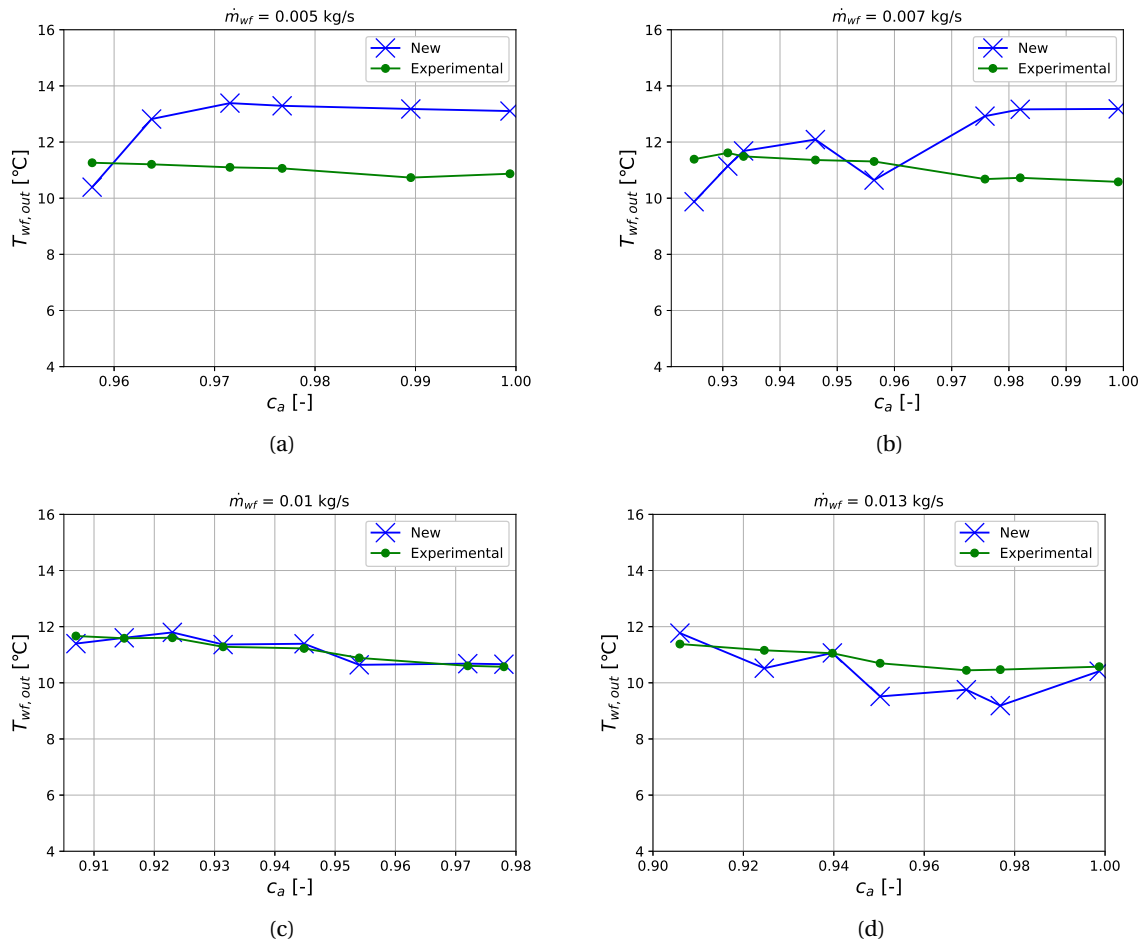 ṁwf = 0.005 kg/s
16
14
12
10
8
6
4
Twf,out [°C]
New
Experimental
0.96 0.97 0.98 0.99 1.00
ca [-]
(a)
ṁwf = 0.007 kg/s
16
14
12
10
8
6
4
Twf,out [°C]
New
Experimental
0.93 0.94 0.95 0.96 0.97 0.98 0.99 1.00
ca [-]
(b)
ṁwf = 0.01 kg/s
16
14
12
10
8
6
4
Twf,out [°C]
New
Experimental
0.91 0.92 0.93 0.94 0.95 0.96 0.97 0.98
ca [-]
(c)
ṁwf = 0.013 kg/s
16
14
12
10
8
6
4
Twf,out [°C]
New
Experimental
0.90 0.92 0.94 0.96 0.98 1.00
ca [-]
(d)